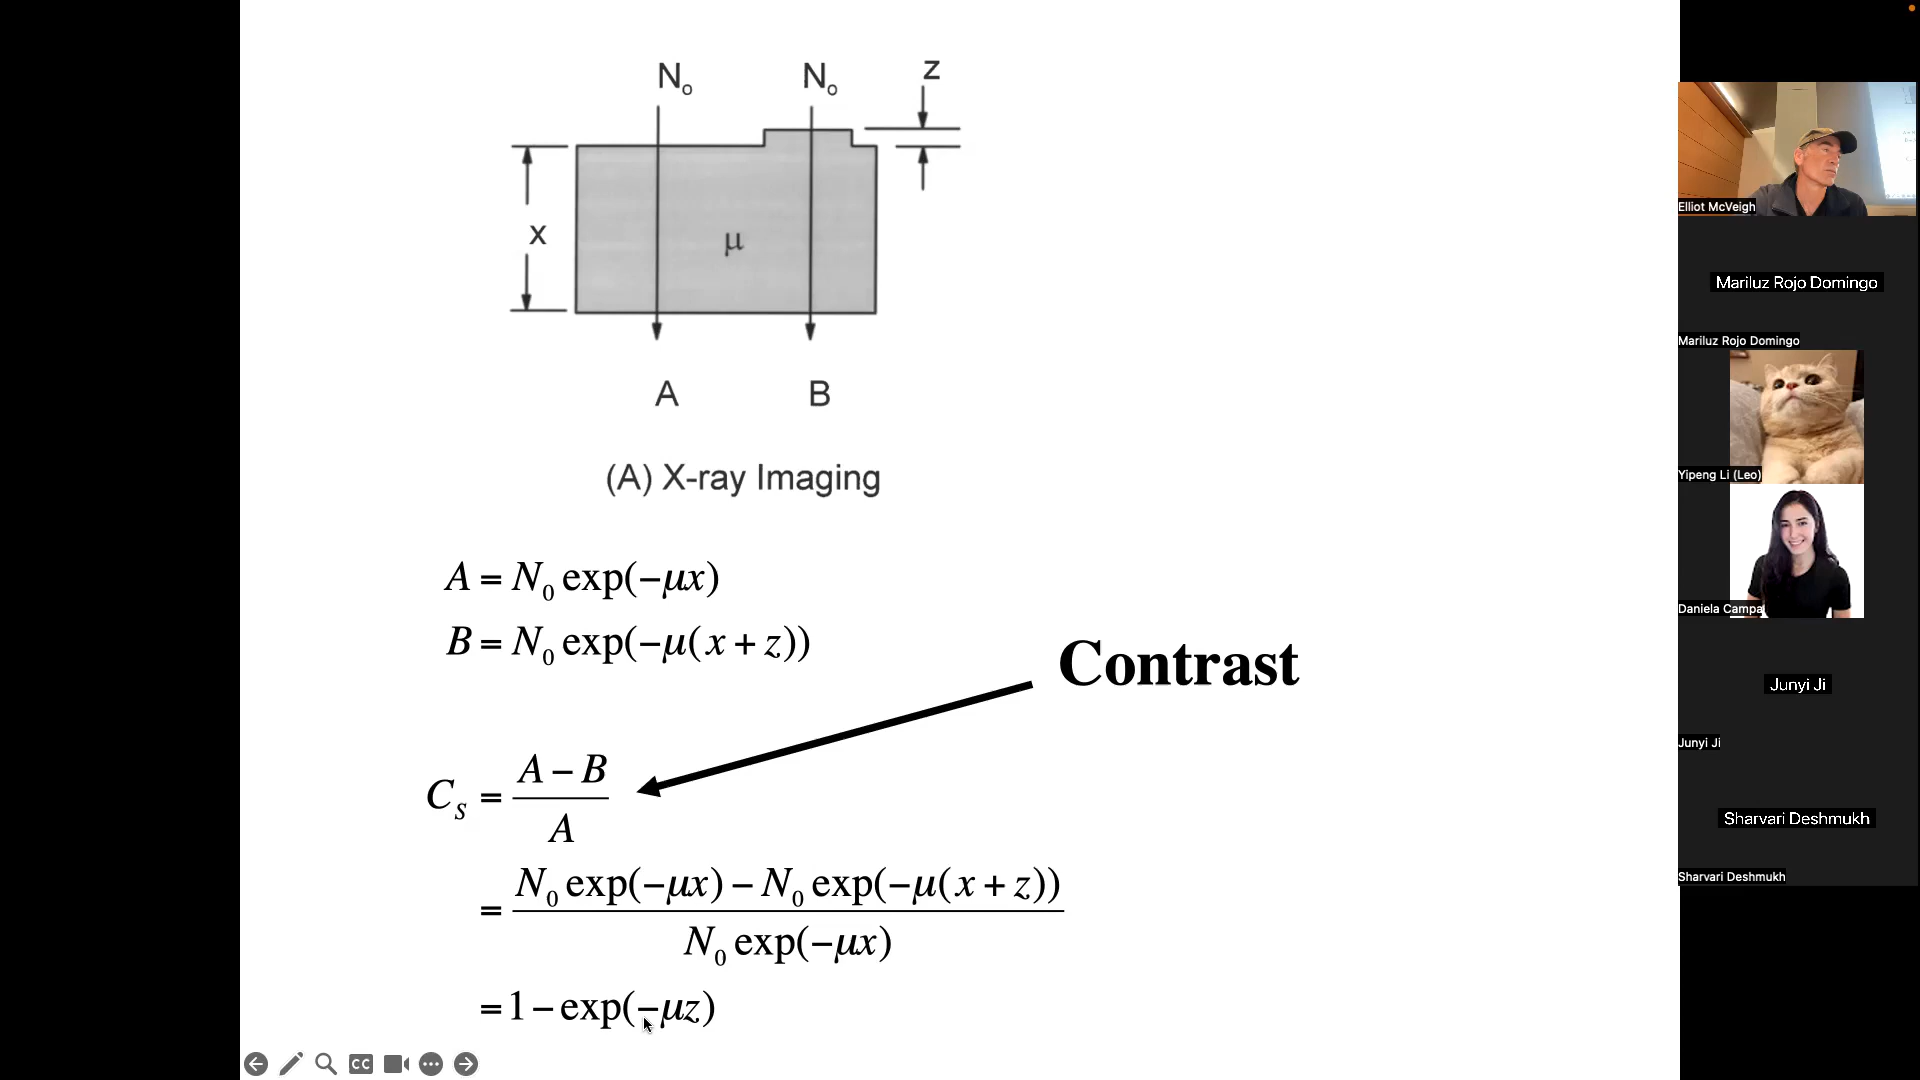 N₀ N₀ z
x
μ
A B
(A) X-ray Imaging
A = N₀ exp(−μx)
B = N₀ exp(−μ(x + z))
Contrast
C_S = (A − B) / A
= (N₀ exp(−μx) − N₀ exp(−μ(x + z))) / (N₀ exp(−μx))
= 1 − exp(−μz)
CC
Elliot McVeigh
Mariluz Rojo Domingo
Mariluz Rojo Domingo
Yipeng Li (Leo)
Daniela Campa
Junyi Ji
Junyi Ji
Sharvari Deshmukh
Sharvari Deshmukh